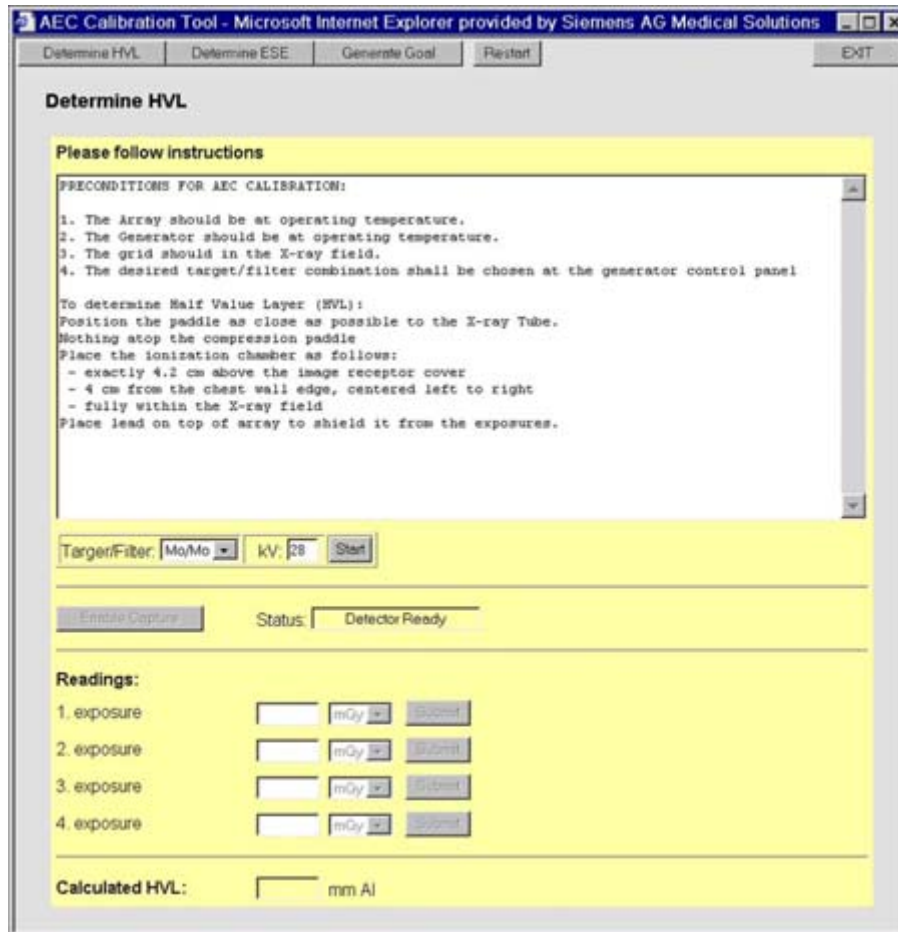 AEC Calibration Tool - Microsoft Internet Explorer provided by Siemens AG Medical Solutions
Determine HVL Determine ESE Generate Goal Restart EXIT
Determine HVL
Please follow instructions
PRECONDITIONS FOR AEC CALIBRATION:
1. The Array should be at operating temperature.
2. The Generator should be at operating temperature.
3. The grid should in the X-ray field.
4. The desired target/filter combination shall be chosen at the generator control panel
To determine Half Value Layer (HVL):
Position the paddle as close as possible to the X-ray Tube.
Nothing atop the compression paddle
Place the ionization chamber as follows:
- exactly 4.2 cm above the image receptor cover
- 4 cm from the chest wall edge, centered left to right
- fully within the X-ray field
Place lead on top of array to shield it from the exposures.
Targer/Filter: Mo/Mo kV: 28 Start
Enable Capture Status: Detector Ready
Readings:
1. exposure mGy Submit
2. exposure mGy Submit
3. exposure mGy Submit
4. exposure mGy Submit
Calculated HVL: mm Al